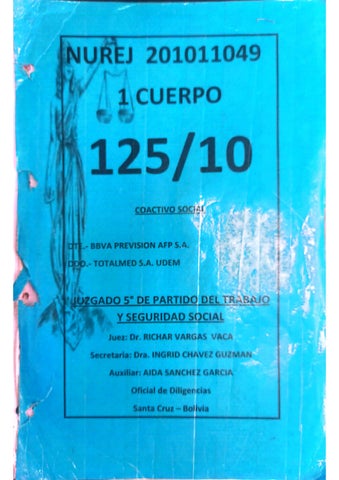 NUREJ 201011049
1 CUERPO
125/10
COACTIVO SOCIAL
DTE.- BBVA PREVISION AFP S.A.
DDO.- TOTALMED S.A. UDEM
JUZGADO 5° DE PARTIDO DEL TRABAJO
Y SEGURIDAD SOCIAL
Juez: Dr. RICHAR VARGAS VACA
Secretaria: Dra. INGRID CHAVEZ GUZMAN
Auxiliar: AIDA SANCHEZ GARCIA
Oficial de Diligencias
Santa Cruz – Bolivia